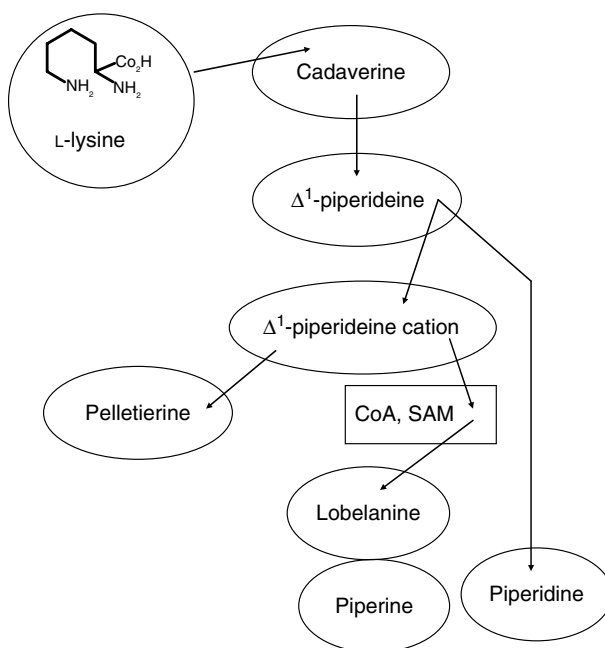 Co₂H
NH₂
NH₂
L-lysine
Cadaverine
Δ¹-piperideine
Δ¹-piperideine cation
Pelletierine
CoA, SAM
Lobelanine
Piperine
Piperidine